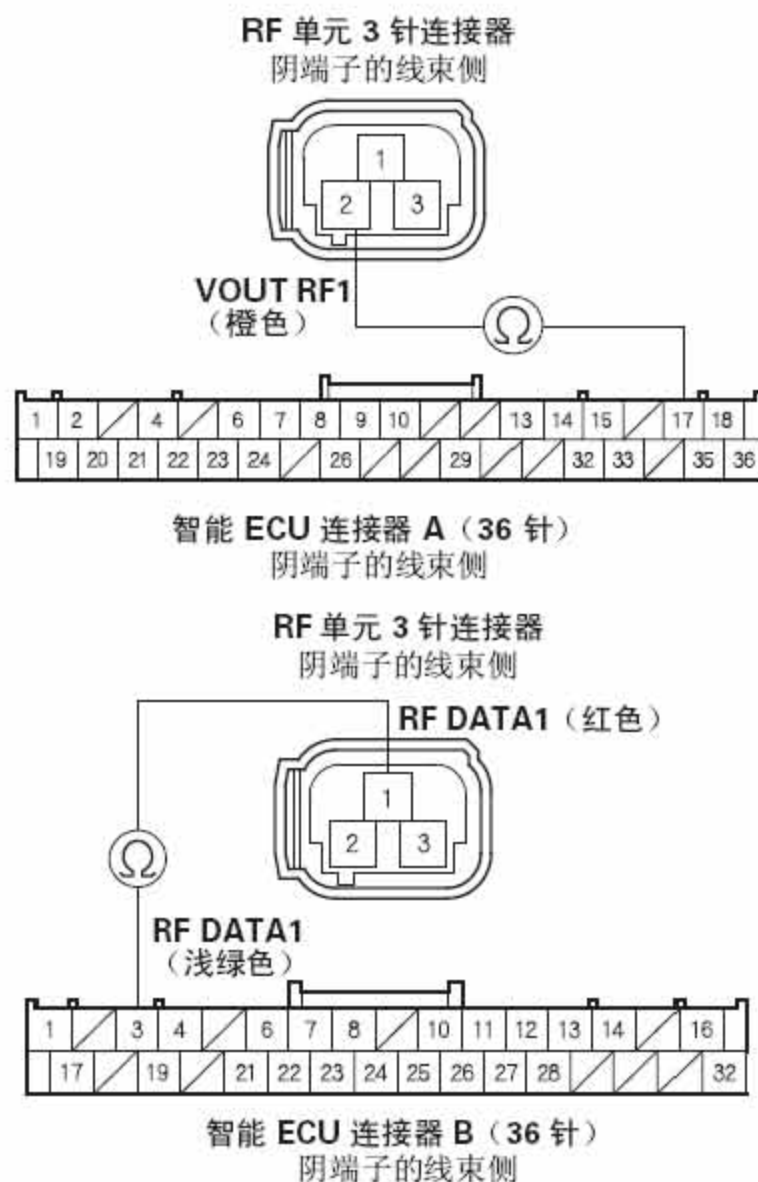 RF 单元 3 针连接器
阴端子的线束侧
1
2 3
VOUT RF1
（橙色）
Ω
1 2 4 6 7 8 9 10 13 14 15 17 18
19 20 21 22 23 24 26 29 32 33 35 36
智能 ECU 连接器 A（36 针）
阴端子的线束侧
RF 单元 3 针连接器
阴端子的线束侧
RF DATA1（红色）
1
2 3
Ω
RF DATA1
（浅绿色）
1 3 4 6 7 8 10 11 12 13 14 16
17 19 21 22 23 24 25 26 27 28 32
智能 ECU 连接器 B（36 针）
阴端子的线束侧